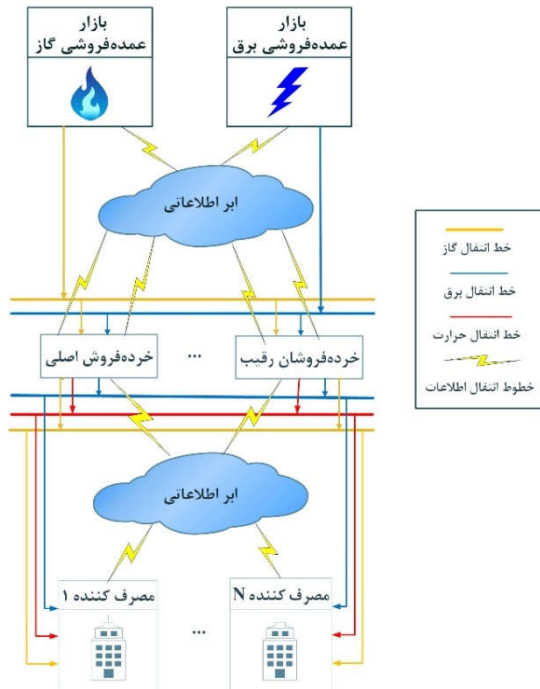 بازار
عمده‌فروشی گاز
بازار
عمده‌فروشی برق
ابر اطلاعاتی
خرده‌فروش اصلی
...
خرده‌فروشان رقیب
ابر اطلاعاتی
مصرف کننده ۱
...
مصرف کننده N
خط انتقال گاز
خط انتقال برق
خط انتقال حرارت
خطوط انتقال اطلاعات